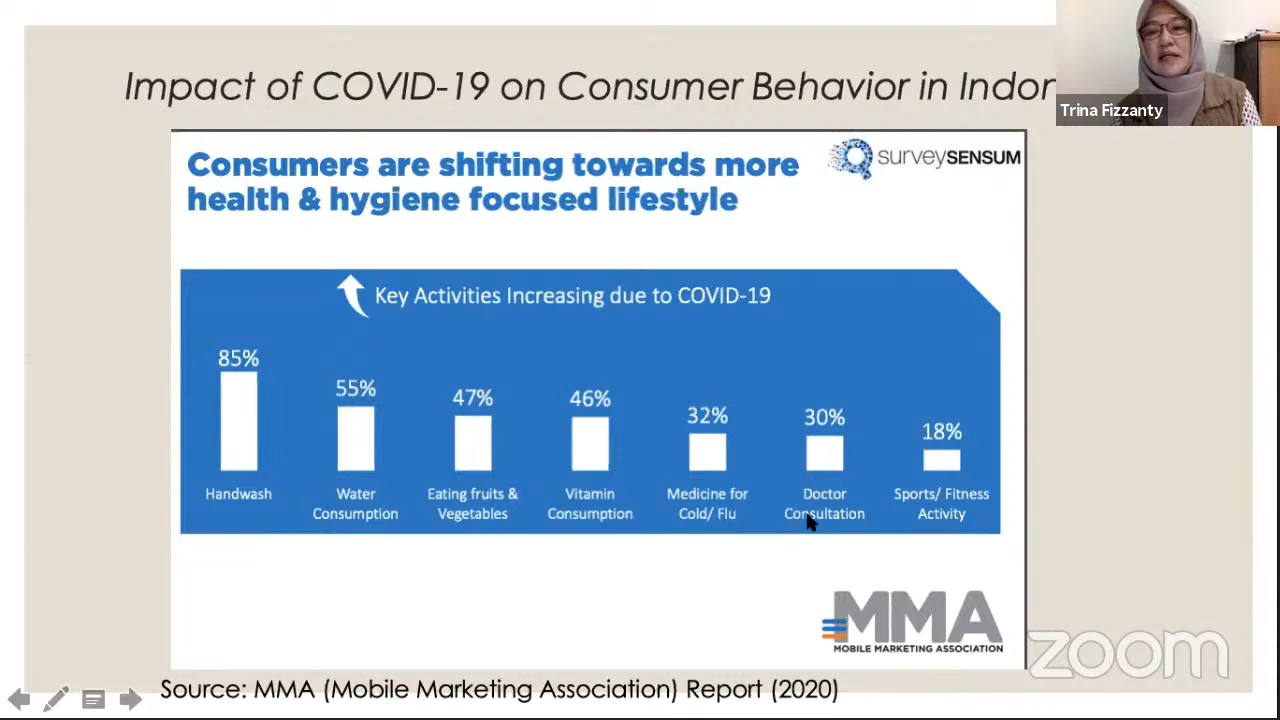 Impact of COVID-19 on Consumer Behavior in Indon
Trina Fizzanty
Consumers are shifting towards more
health & hygiene focused lifestyle
surveySENSUM
Key Activities Increasing due to COVID-19
85%
55%
47%
46%
32%
30%
18%
Handwash
Water
Consumption
Eating fruits &
Vegetables
Vitamin
Consumption
Medicine for
Cold/ Flu
Doctor
Consultation
Sports/ Fitness
Activity
MMA
MOBILE MARKETING ASSOCIATION
zoom
Source: MMA (Mobile Marketing Association) Report (2020)